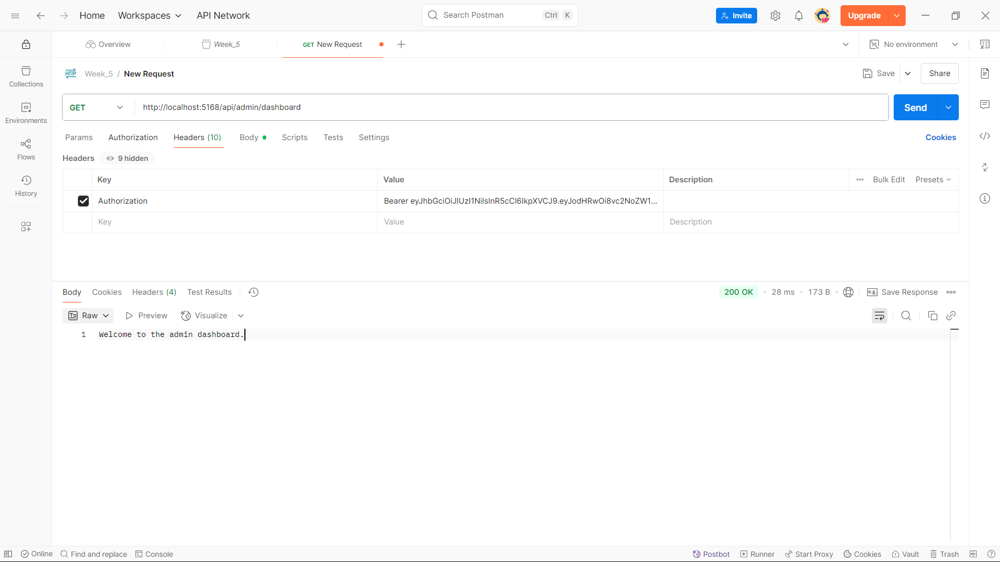 Home Workspaces API Network Search Postman Ctrl K Invite Upgrade
Overview Week_5 GET New Request No environment
HTTP Week_5 / New Request Save Share
Collections
GET http://localhost:5168/api/admin/dashboard Send
Environments
Params Authorization Headers (10) Body Scripts Tests Settings Cookies
Flows
Headers 9 hidden
Key Value Description Bulk Edit Presets
History
Authorization Bearer eyJhbGciOiJIUzI1NiIsInR5cCI6IkpXVCJ9.eyJodHRwOi8vc2NoZW1...
Key Value Description
Body Cookies Headers (4) Test Results 200 OK 28 ms 173 B e.g. Save Response
Raw Preview Visualize
1 Welcome to the admin dashboard.
Online Find and replace Console Postbot Runner Start Proxy Cookies Vault Trash